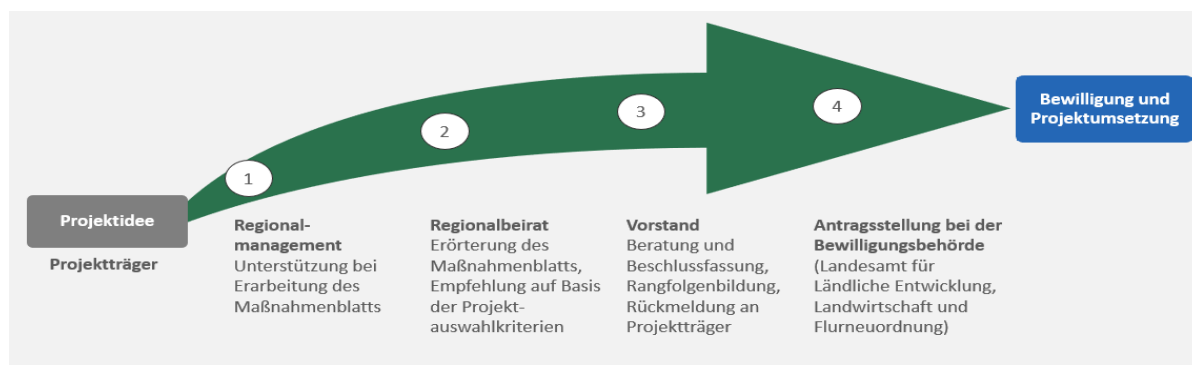 Projektidee
Projektträger
1
Regional-
management
Unterstützung bei
Erarbeitung des
Maßnahmenblatts
2
Regionalbeirat
Erörterung des
Maßnahmenblatts,
Empfehlung auf Basis
der Projekt-
auswahlkriterien
3
Vorstand
Beratung und
Beschlussfassung,
Rangfolgenbildung,
Rückmeldung an
Projektträger
4
Antragsstellung bei der
Bewilligungsbehörde
(Landesamt für
Ländliche Entwicklung,
Landwirtschaft und
Flurneuordnung)
Bewilligung und
Projektumsetzung